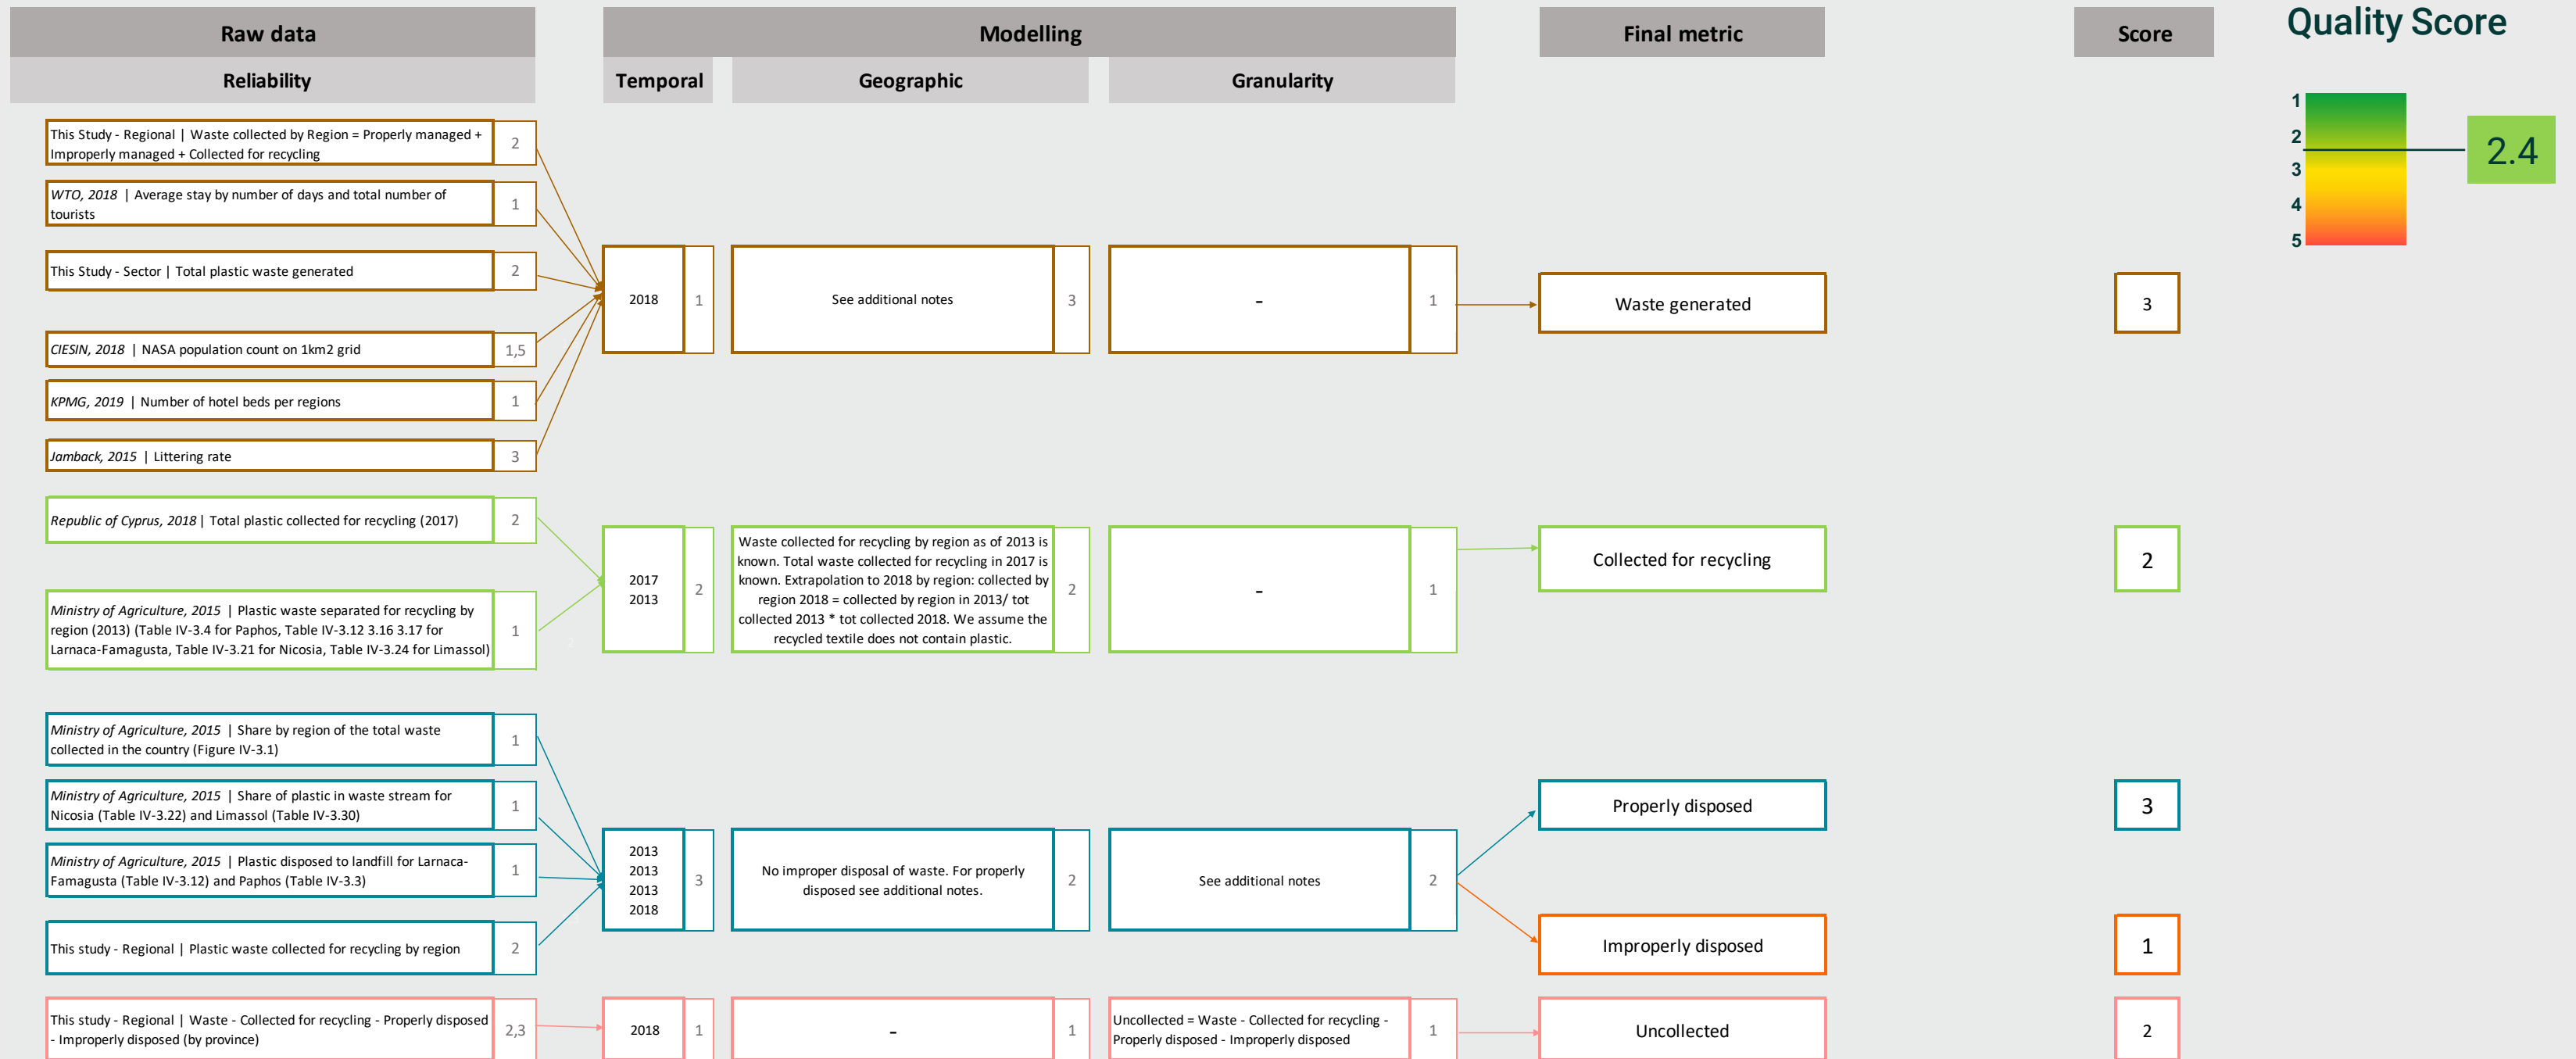 Raw data
Modelling
Final metric
Score
Quality Score
Reliability
Temporal
Geographic
Granularity
1
2
3
4
5
2.4
This Study - Regional | Waste collected by Region = Properly managed +
Improperly managed + Collected for recycling
2
WTO, 2018 | Average stay by number of days and total number of
tourists
1
This Study - Sector | Total plastic waste generated
2
CIESIN, 2018 | NASA population count on 1km2 grid
1,5
KPMG, 2019 | Number of hotel beds per regions
1
Jamback, 2015 | Littering rate
3
2018
1
See additional notes
3
-
1
Waste generated
3
Republic of Cyprus, 2018 | Total plastic collected for recycling (2017)
2
Ministry of Agriculture, 2015 | Plastic waste separated for recycling by
region (2013) (Table IV-3.4 for Paphos, Table IV-3.12 3.16 3.17 for
Larnaca-Famagusta, Table IV-3.21 for Nicosia, Table IV-3.24 for Limassol)
1
2017
2013
2
Waste collected for recycling by region as of 2013 is
known. Total waste collected for recycling in 2017 is
known. Extrapolation to 2018 by region: collected by
region 2018 = collected by region in 2013/ tot
collected 2013 * tot collected 2018. We assume the
recycled textile does not contain plastic.
2
-
1
Collected for recycling
2
Ministry of Agriculture, 2015 | Share by region of the total waste
collected in the country (Figure IV-3.1)
1
Ministry of Agriculture, 2015 | Share of plastic in waste stream for
Nicosia (Table IV-3.22) and Limassol (Table IV-3.30)
1
Ministry of Agriculture, 2015 | Plastic disposed to landfill for Larnaca-
Famagusta (Table IV-3.12) and Paphos (Table IV-3.3)
1
This study - Regional | Plastic waste collected for recycling by region
2
2013
2013
2013
2018
3
No improper disposal of waste. For properly
disposed see additional notes.
2
See additional notes
2
Properly disposed
3
Improperly disposed
1
This study - Regional | Waste - Collected for recycling - Properly disposed
- Improperly disposed (by province)
2,3
2018
1
-
1
Uncollected = Waste - Collected for recycling -
Properly disposed - Improperly disposed
1
Uncollected
2